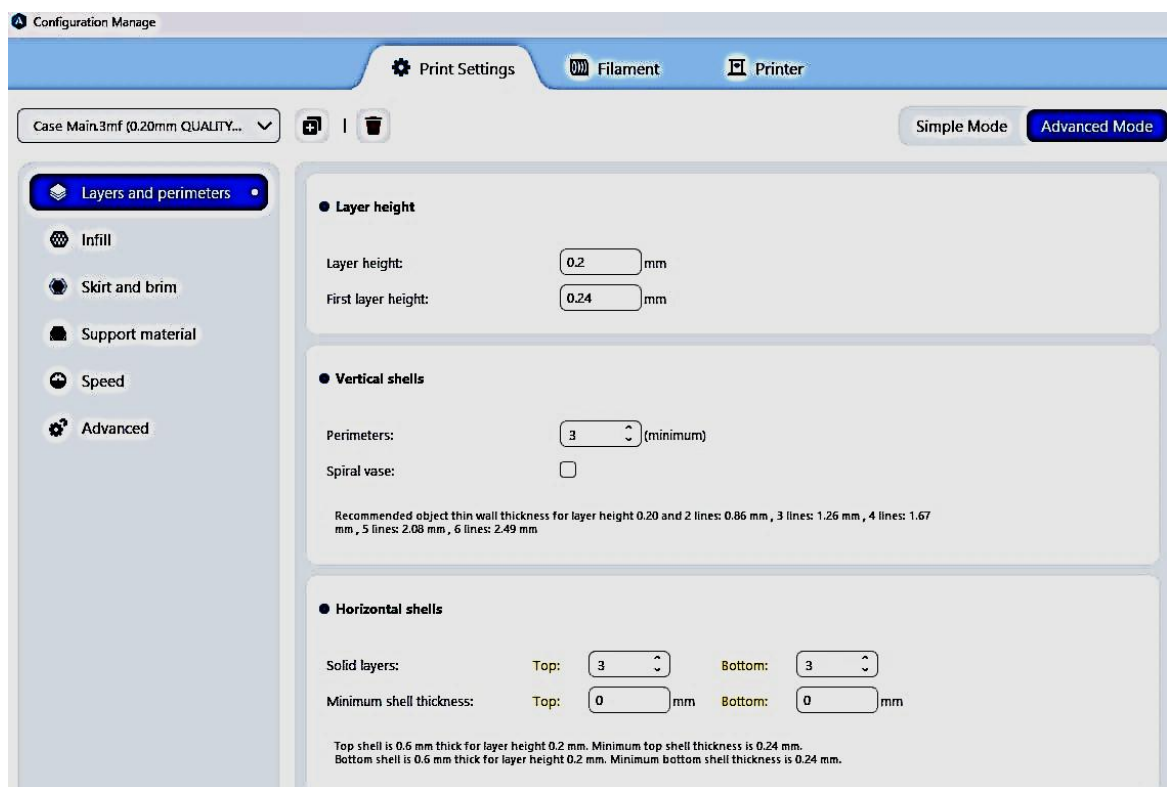 Configuration Manage
Print Settings
Filament
Printer
Case Main.3mf (0.20mm QUALITY...
Simple Mode
Advanced Mode
Layers and perimeters
Infill
Skirt and brim
Support material
Speed
Advanced
Layer height
Layer height: 0.2 mm
First layer height: 0.24 mm
Vertical shells
Perimeters: 3 (minimum)
Spiral vase:
Recommended object thin wall thickness for layer height 0.20 and 2 lines: 0.86 mm , 3 lines: 1.26 mm , 4 lines: 1.67
mm , 5 lines: 2.08 mm , 6 lines: 2.49 mm
Horizontal shells
Solid layers: Top: 3 Bottom: 3
Minimum shell thickness: Top: 0 mm Bottom: 0 mm
Top shell is 0.6 mm thick for layer height 0.2 mm. Minimum top shell thickness is 0.24 mm.
Bottom shell is 0.6 mm thick for layer height 0.2 mm. Minimum bottom shell thickness is 0.24 mm.